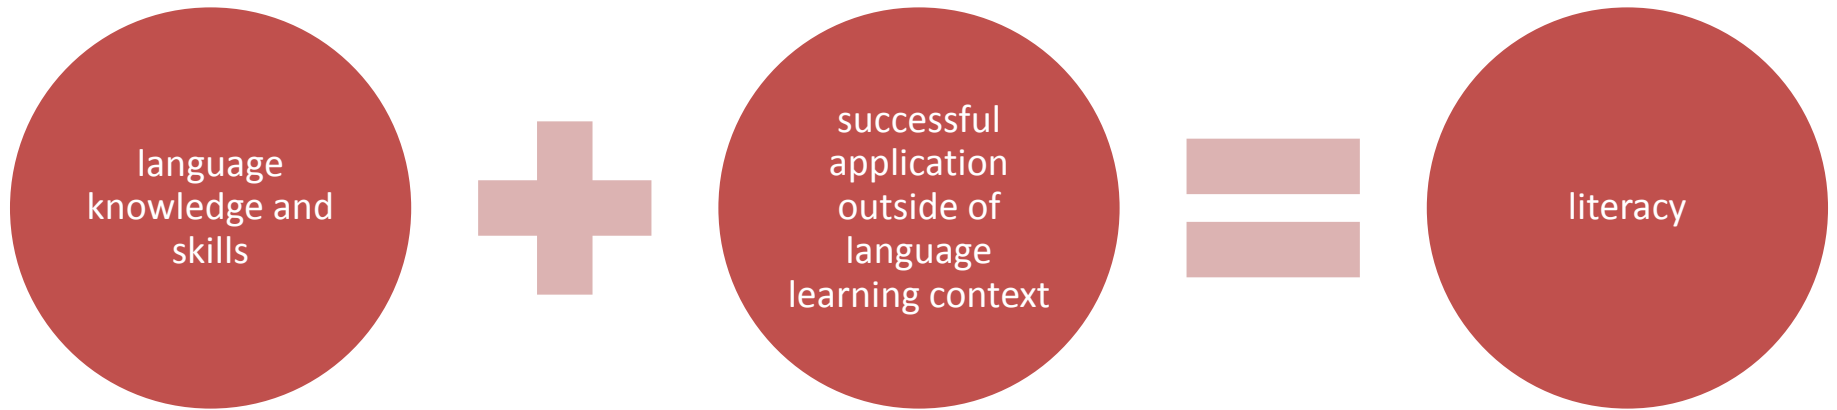 language
knowledge and
skills
successful
application
outside of
language
learning context
literacy